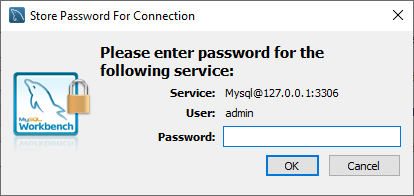 Store Password For Connection
Please enter password for the
following service:
Service: Mysql@127.0.0.1:3306
User: admin
Password:
MySQL
Workbench
OK Cancel